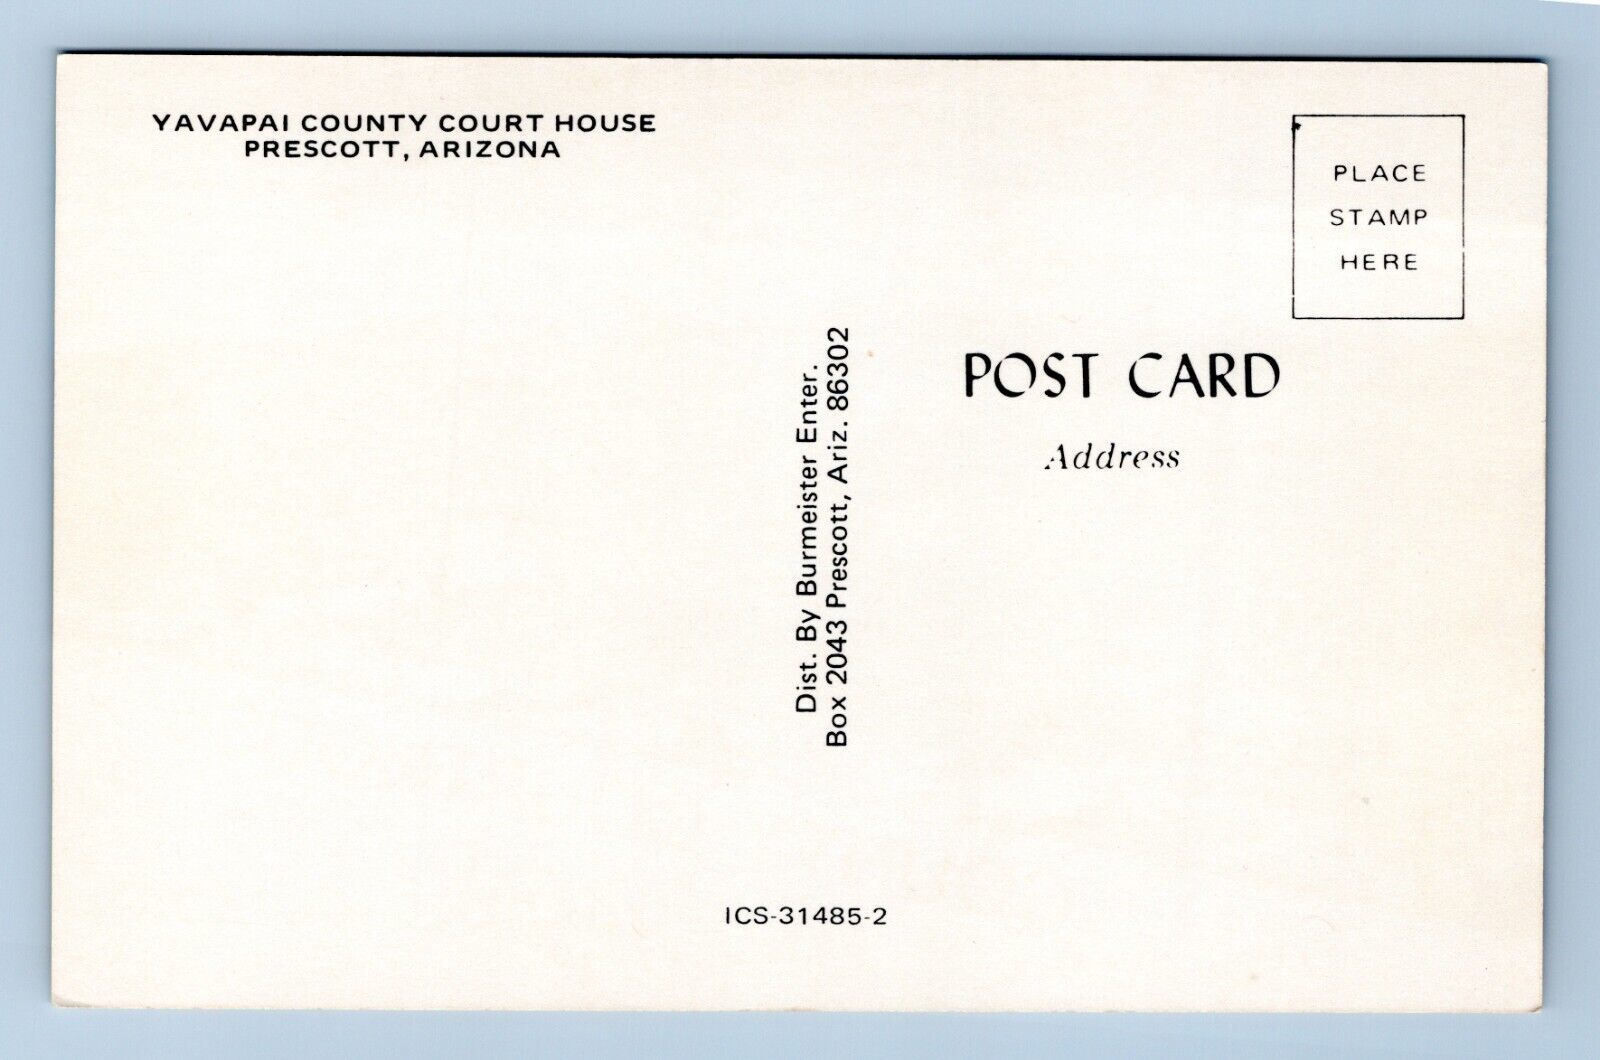 YAVAPAI COUNTY COURT HOUSE
PRESCOTT, ARIZONA
PLACE
STAMP
HERE
Dist. By Burmeister Enter.
Box 2043 Prescott, Ariz. 86302
POST CARD
Address
ICS-31485-2